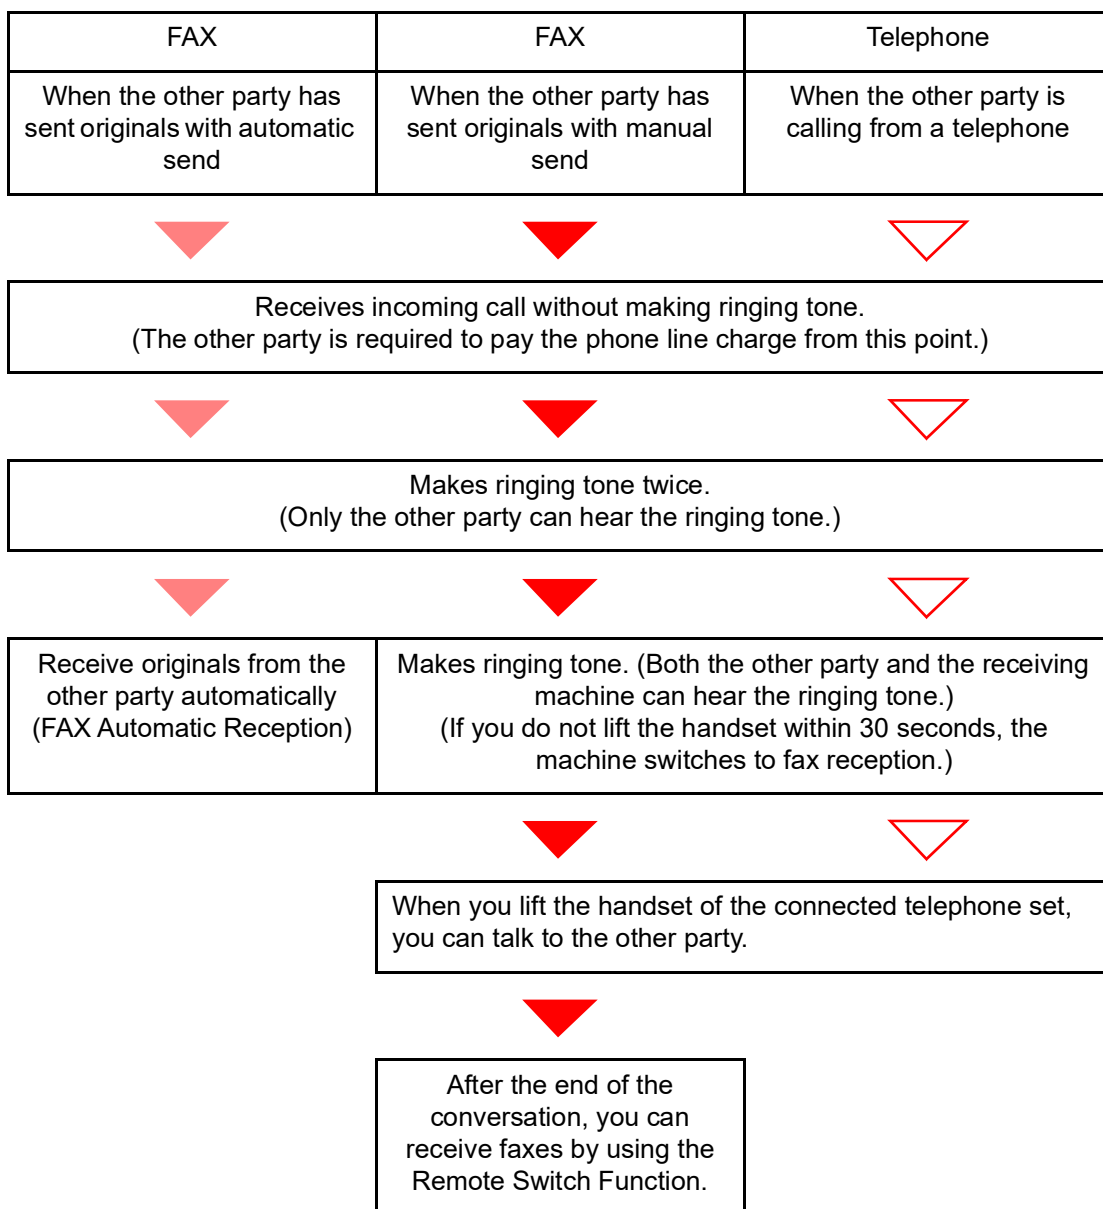 FAX
FAX
Telephone
When the other party has
sent originals with automatic
send
When the other party has
sent originals with manual
send
When the other party is
calling from a telephone
Receives incoming call without making ringing tone.
(The other party is required to pay the phone line charge from this point.)
Makes ringing tone twice.
(Only the other party can hear the ringing tone.)
Receive originals from the
other party automatically
(FAX Automatic Reception)
Makes ringing tone. (Both the other party and the receiving
machine can hear the ringing tone.)
(If you do not lift the handset within 30 seconds, the
machine switches to fax reception.)
When you lift the handset of the connected telephone set,
you can talk to the other party.
After the end of the
conversation, you can
receive faxes by using the
Remote Switch Function.